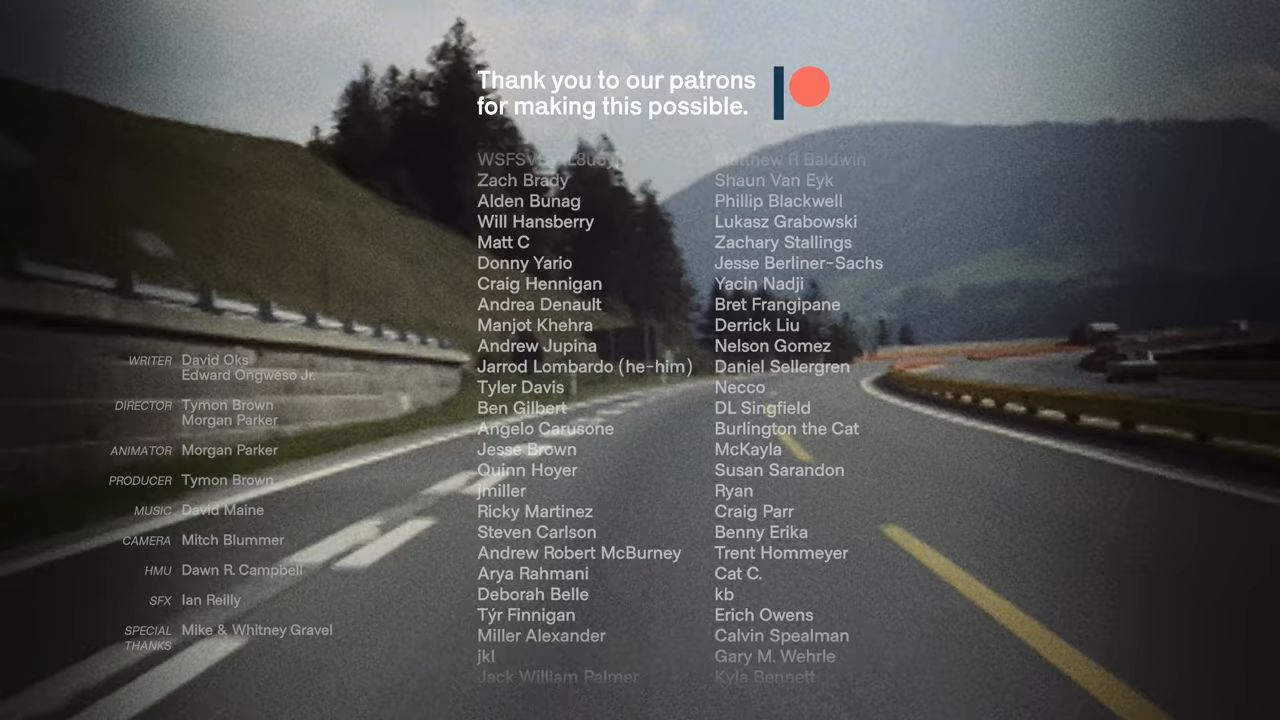 Thank you to our patrons
for making this possible.
WRITER David Oks
Edward Ongweso Jr.
DIRECTOR Tymon Brown
Morgan Parker
ANIMATOR Morgan Parker
PRODUCER Tymon Brown
MUSIC David Maine
CAMERA Mitch Blummer
HMU Dawn R. Campbell
SFX Ian Reilly
SPECIAL THANKS Mike & Whitney Gravel
Zach Brady
Alden Bunag
Will Hansberry
Matt C
Donny Yario
Craig Hennigan
Andrea Denault
Manjot Khehra
Andrew Jupina
Jarrod Lombardo (he-him)
Tyler Davis
Ben Gilbert
Angelo Carusone
Jesse Brown
Quinn Hoyer
jmiller
Ricky Martinez
Steven Carlson
Andrew Robert McBurney
Arya Rahmani
Deborah Belle
Týr Finnigan
Miller Alexander
jkl
Jack William Palmer
Matthew R Baldwin
Shaun Van Eyk
Phillip Blackwell
Lukasz Grabowski
Zachary Stallings
Jesse Berliner-Sachs
Yacin Nadji
Bret Frangipane
Derrick Liu
Nelson Gomez
Daniel Sellergren
Necco
DL Singfield
Burlington the Cat
McKayla
Susan Sarandon
Ryan
Craig Parr
Benny Erika
Trent Hommeyer
Cat C.
kb
Erich Owens
Calvin Spealman
Gary M. Wehrle
Kyla Bennett